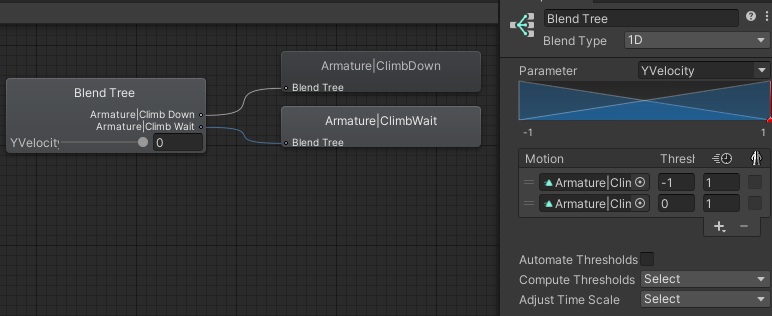 Blend Tree
Armature|Climb Down
Armature|Climb Wait
YVelocity
0
Armature|ClimbDown
Blend Tree
Armature|ClimbWait
Blend Tree
Blend Tree
Blend Type 1D
Parameter YVelocity
-1 1
Motion Thresh
Armature|Clim -1 1
Armature|Clim 0 1
Automate Thresholds
Compute Thresholds Select
Adjust Time Scale Select